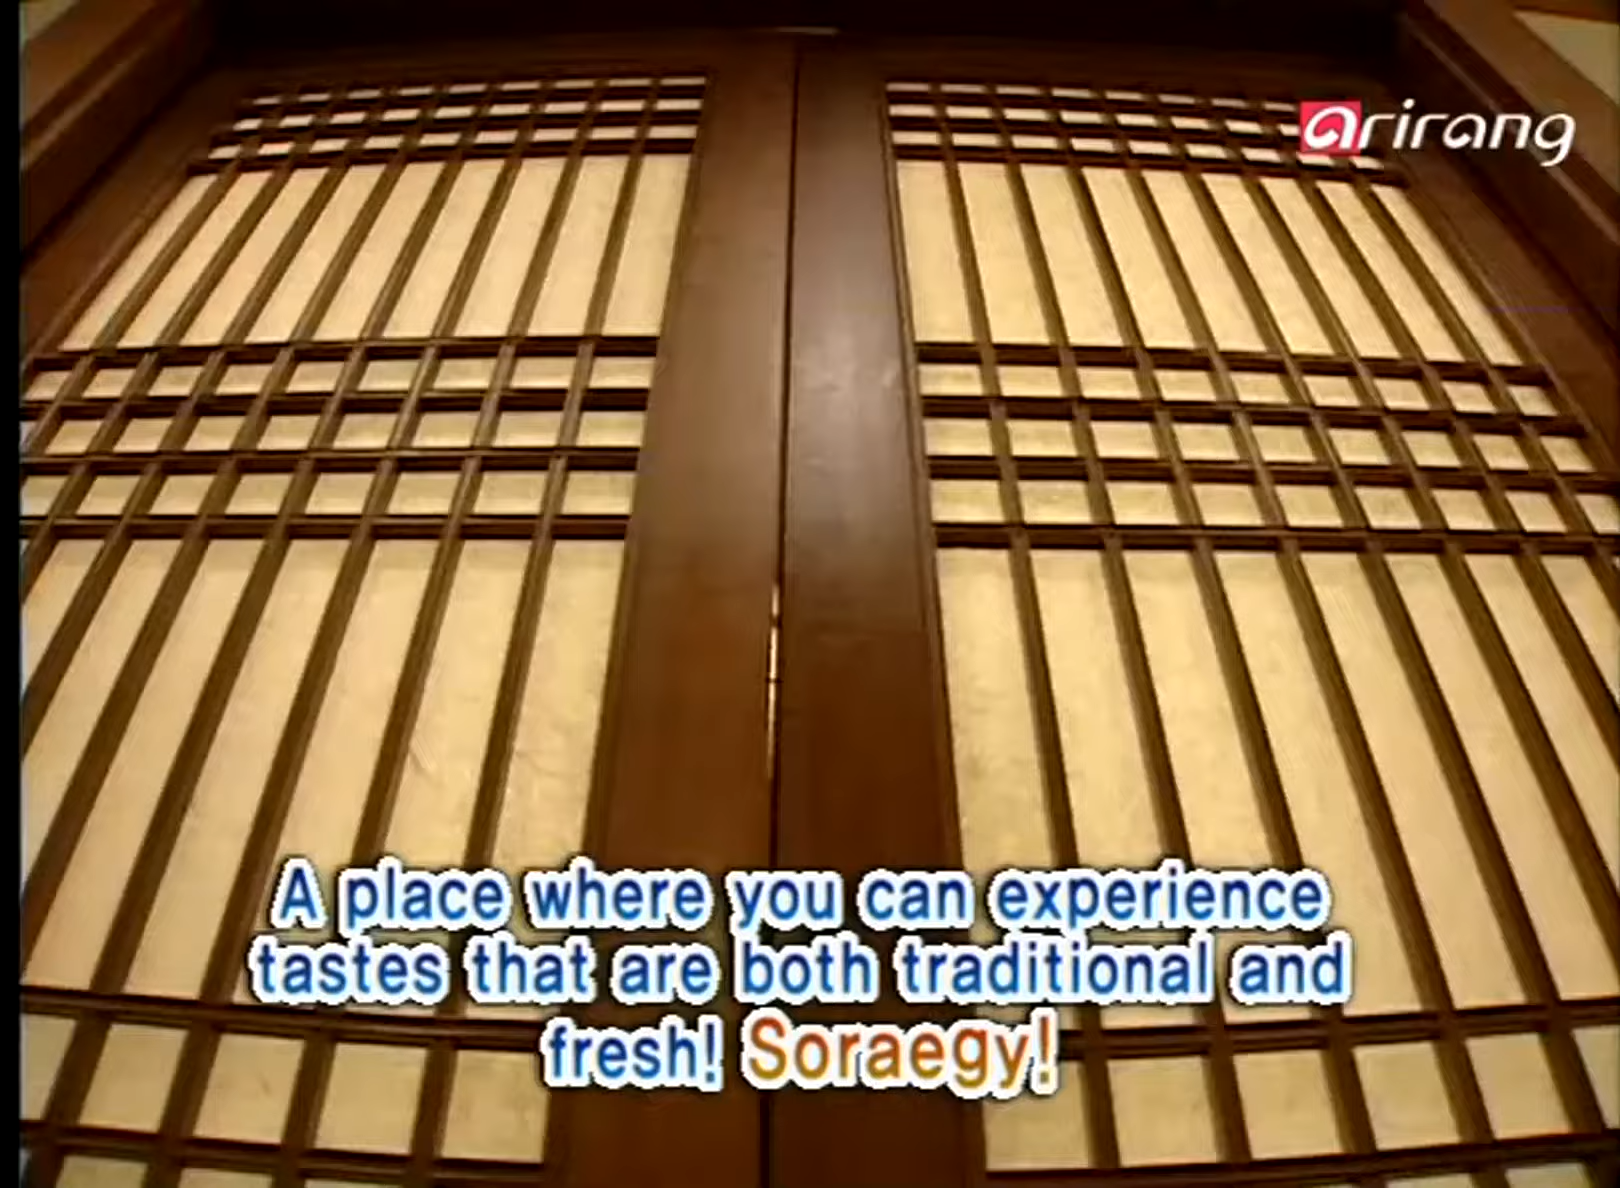 arirang
A place where you can experience
tastes that are both traditional and
fresh! Soraegy!